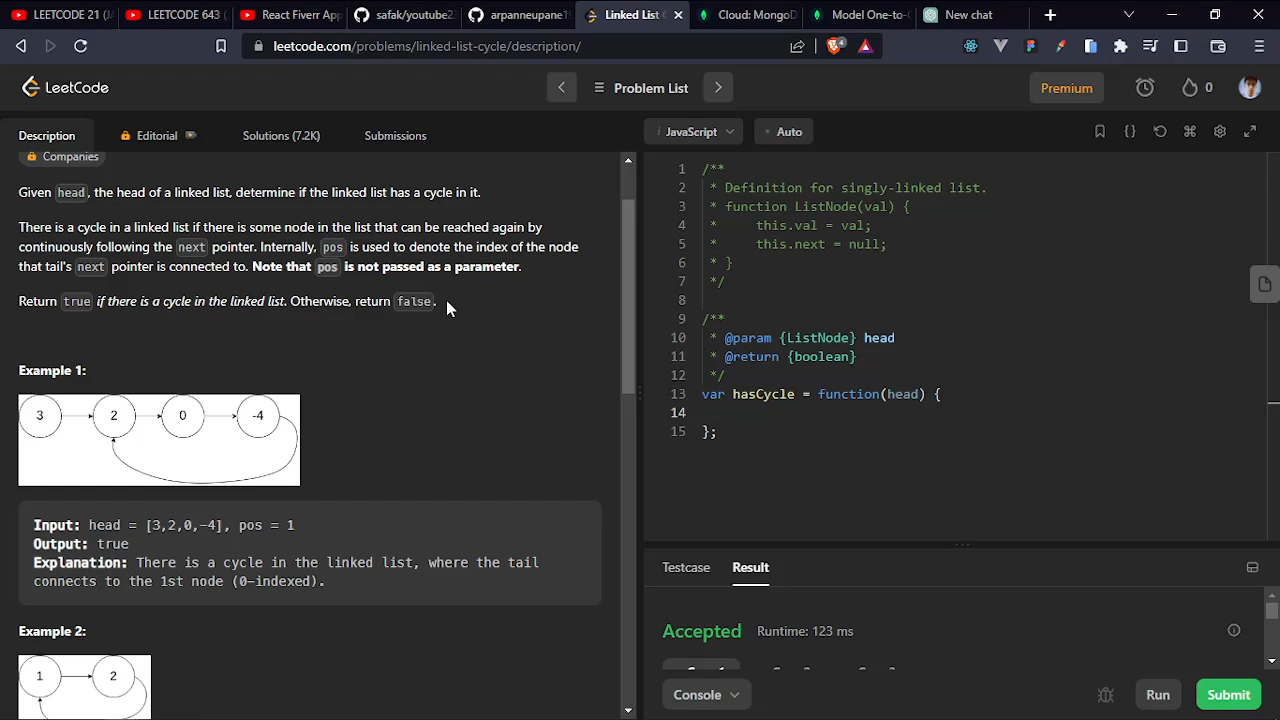 LEETCODE 21 (
LEETCODE 643 (
React Fiverr App
safak/youtube2
arpanneupane1
Linked List
Cloud: MongoD
Model One-to-
New chat
leetcode.com/problems/linked-list-cycle/description/
4
LeetCode
Problem List
Premium
0
Description
Editorial
Solutions (7.2K)
Submissions
JavaScript
Auto
Companies
Given head, the head of a linked list, determine if the linked list has a cycle in it.
There is a cycle in a linked list if there is some node in the list that can be reached again by
continuously following the next pointer. Internally, pos is used to denote the index of the node
that tail's next pointer is connected to. Note that pos is not passed as a parameter.
Return true if there is a cycle in the linked list. Otherwise, return false.
Example 1:
3 2 0 -4
Input: head = [3,2,0,-4], pos = 1
Output: true
Explanation: There is a cycle in the linked list, where the tail
connects to the 1st node (0-indexed).
Example 2:
1 2
1 /**
2 * Definition for singly-linked list.
3 * function ListNode(val) {
4 *     this.val = val;
5 *     this.next = null;
6 * }
7 */
8
9 /**
10 * @param {ListNode} head
11 * @return {boolean}
12 */
13 var hasCycle = function(head) {
14
15 };
Testcase
Result
Accepted
Runtime: 123 ms
Console
Run
Submit